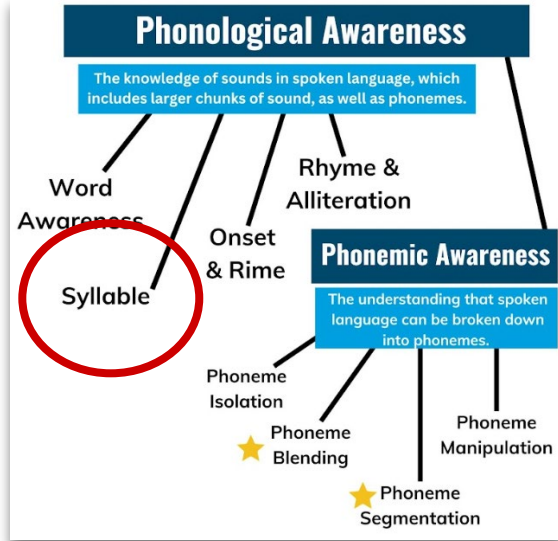 Phonological Awareness
The knowledge of sounds in spoken language, which
includes larger chunks of sound, as well as phonemes.
Word
Awareness
Syllable
Onset
& Rime
Rhyme &
Alliteration
Phonemic Awareness
The understanding that spoken
language can be broken down
into phonemes.
Phoneme
Isolation
Phoneme
Blending
Phoneme
Segmentation
Phoneme
Manipulation